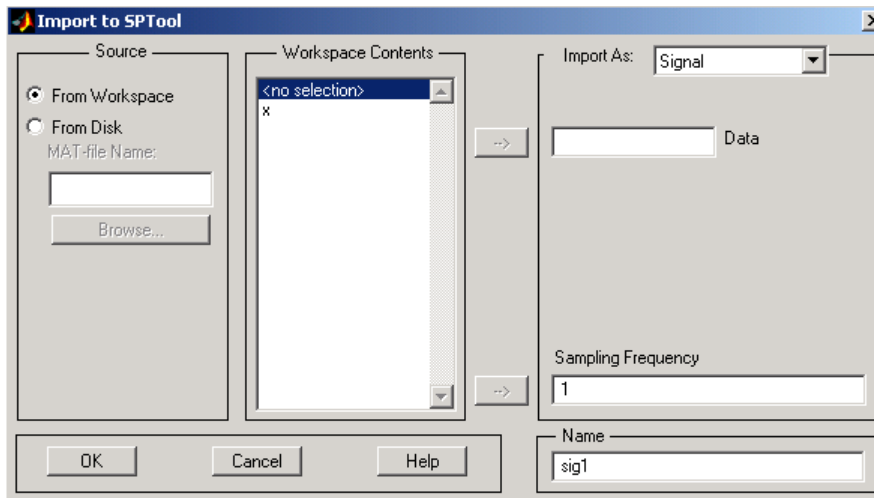 Import to SPTool
Source
From Workspace
From Disk
MAT-file Name:
Browse...
Workspace Contents
<no selection>
x
-->
-->
Import As:
Signal
Data
Sampling Frequency
1
Name
sig1
OK
Cancel
Help